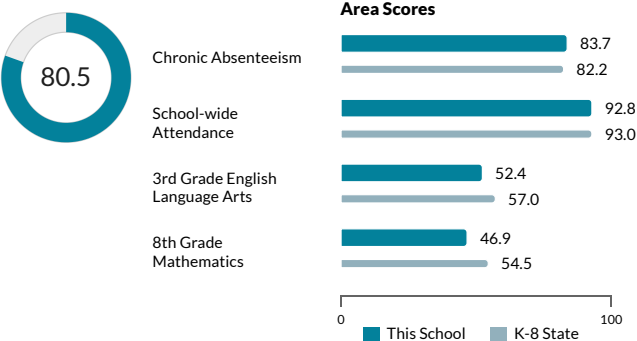 Area Scores
80.5
Chronic Absenteeism
83.7
82.2
School-wide
Attendance
92.8
93.0
3rd Grade English
Language Arts
52.4
57.0
8th Grade
Mathematics
46.9
54.5
0
100
This School
K-8 State